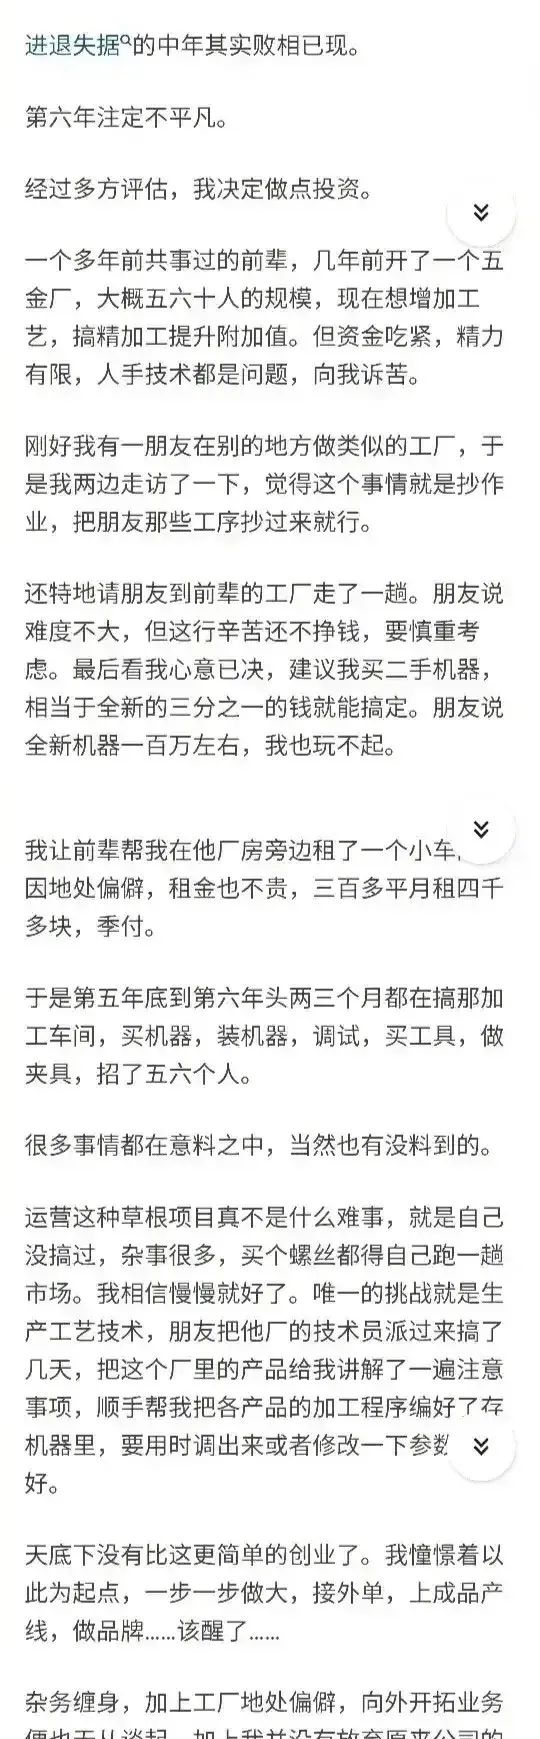 进退失据的中年其实败相已现。
第六年注定不平凡。
经过多方评估，我决定做点投资。
一个多年前共事过的前辈，几年前开了一个五
金厂，大概五六十人的规模，现在想增加工
艺，搞精加工提升附加值。但资金吃紧，精力
有限，人手技术都是问题，向我诉苦。
刚好我有一朋友在别的地方做类似的工厂，于
是我两边走访了一下，觉得这个事情就是抄作
业，把朋友那些工序抄过来就行。
还特地请朋友到前辈的工厂走了一趟。朋友说
难度不大，但这行辛苦还不挣钱，要慎重考
虑。最后看我心意已决，建议我买二手机器，
相当于全新的三分之一的钱就能搞定。朋友说
全新机器一百万左右，我也玩不起。
我让前辈帮我在他厂房旁边租了一个小车
因地处偏僻，租金也不贵，三百多平月租四千
多块，季付。
于是第五年底到第六年头两三个月都在搞那加
工车间，买机器，装机器，调试，买工具，做
夹具，招了五六个人。
很多事情都在意料之中，当然也有没料到的。
运营这种草根项目真不是什么难事，就是自己
没搞过，杂事很多，买个螺丝都得自己跑一趟
市场。我相信慢慢就好了。唯一的挑战就是生
产工艺技术，朋友把他厂的技术员派过来搞了
几天，把这个厂里的产品给我讲解了一遍注意
事项，顺手帮我把各产品的加工程序编好了存
机器里，要用时调出来或者修改一下参数
好。
天底下没有比这更简单的创业了。我憧憬着以
此为起点，一步一步做大，接外单，上成品产
线，做品牌……该醒了……
杂务缠身，加上工厂地处偏僻，向外开拓业务